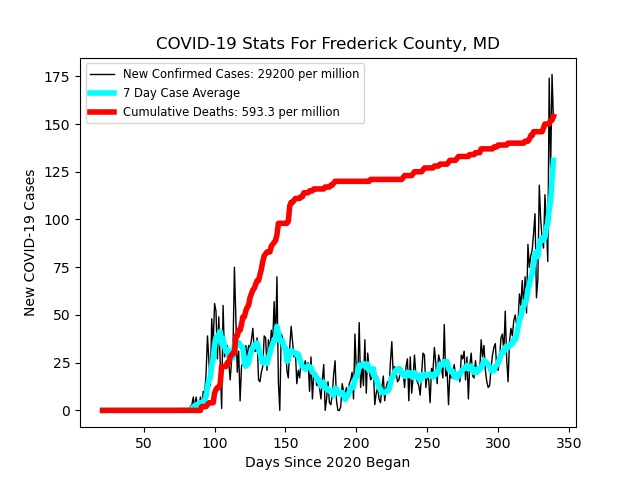 COVID-19 Stats For Frederick County, MD
New Confirmed Cases: 29200 per million
7 Day Case Average
Cumulative Deaths: 593.3 per million
New COVID-19 Cases
175
150
125
100
75
50
25
0
50 100 150 200 250 300 350
Days Since 2020 Began